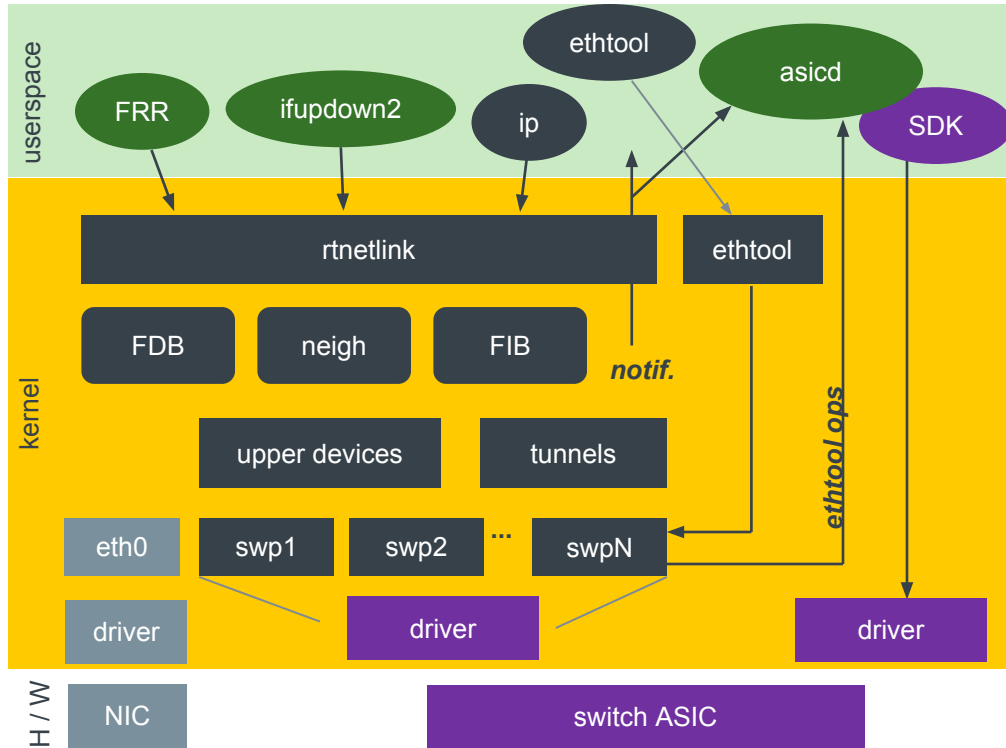 userspace
ethtool
asicd
FRR
ifupdown2
ip
SDK
kernel
rtnetlink
ethtool
FDB
neigh
FIB
notif.
ethtool ops
upper devices
tunnels
eth0
swp1
swp2
...
swpN
driver
driver
driver
H / W
NIC
switch ASIC